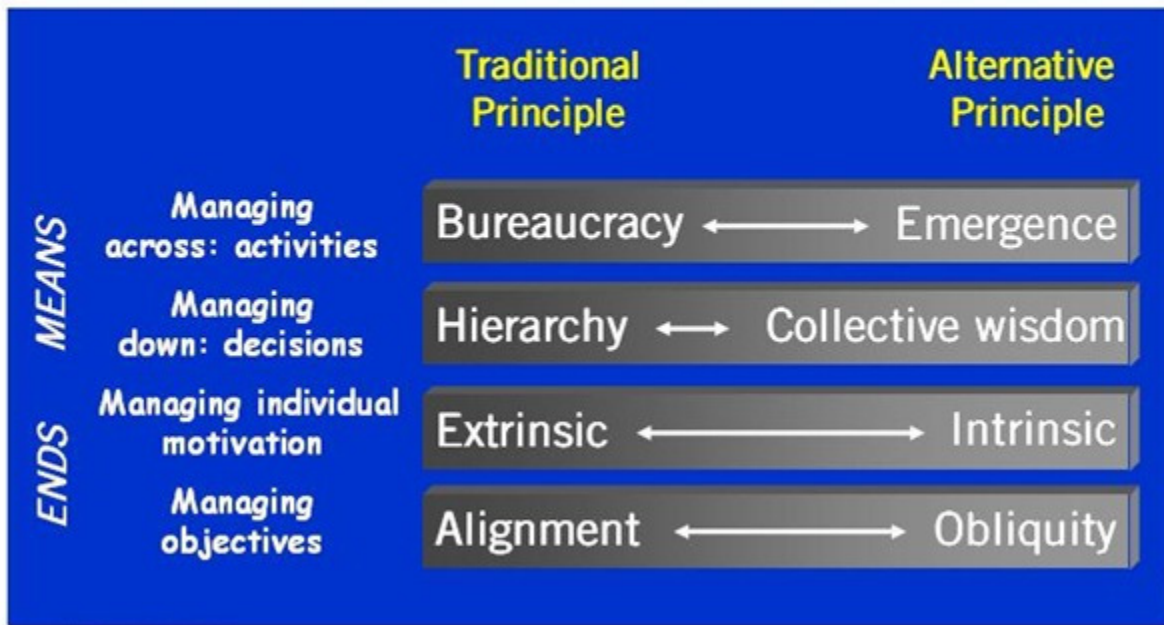 Traditional
Principle
Alternative
Principle
MEANS
Managing
across: activities
Bureaucracy
Emergence
Managing
down: decisions
Hierarchy
Collective wisdom
ENDS
Managing individual
motivation
Extrinsic
Intrinsic
Managing
objectives
Alignment
Obliquity